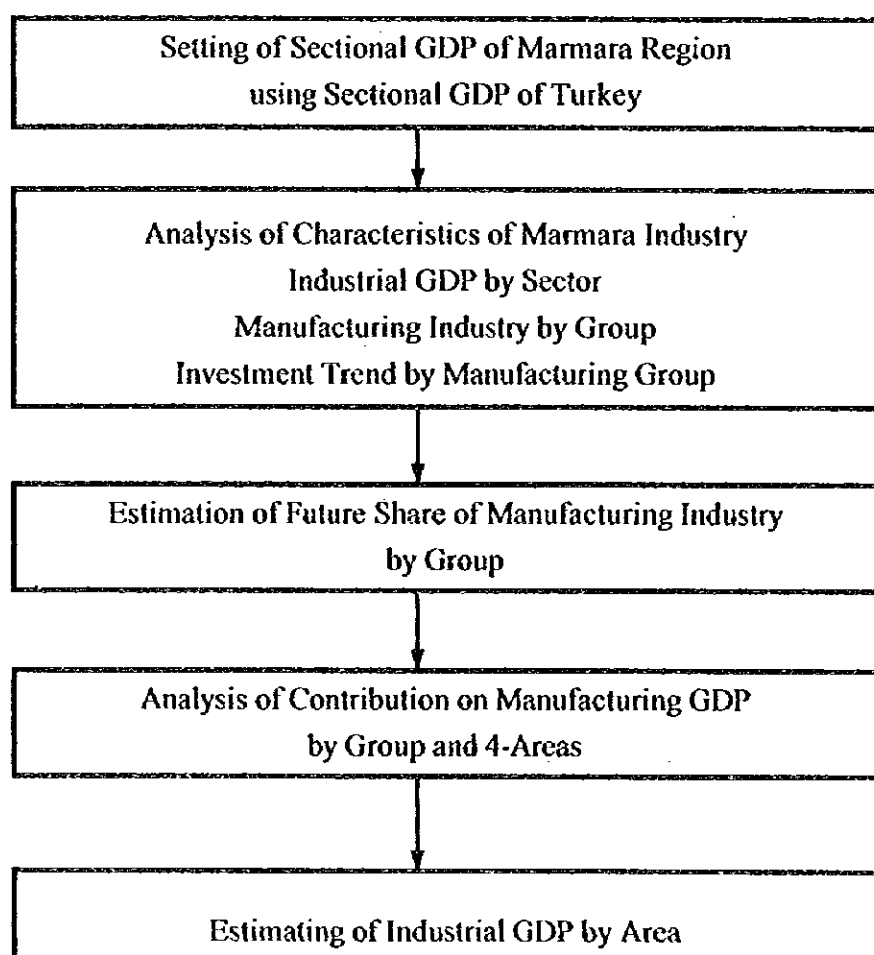 Setting of Sectional GDP of Marmara Region
using Sectional GDP of Turkey
Analysis of Characteristics of Marmara Industry
Industrial GDP by Sector
Manufacturing Industry by Group
Investment Trend by Manufacturing Group
Estimation of Future Share of Manufacturing Industry
by Group
Analysis of Contribution on Manufacturing GDP
by Group and 4-Areas
Estimating of Industrial GDP by Area